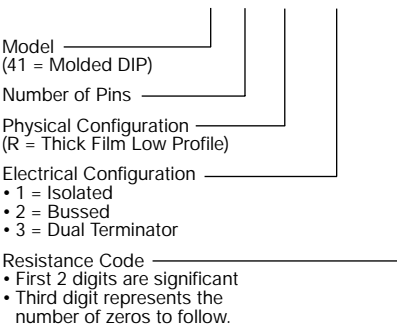 Model
(41 = Molded DIP)
Number of Pins
Physical Configuration
(R = Thick Film Low Profile)
Electrical Configuration
• 1 = Isolated
• 2 = Bussed
• 3 = Dual Terminator
Resistance Code
• First 2 digits are significant
• Third digit represents the
number of zeros to follow.